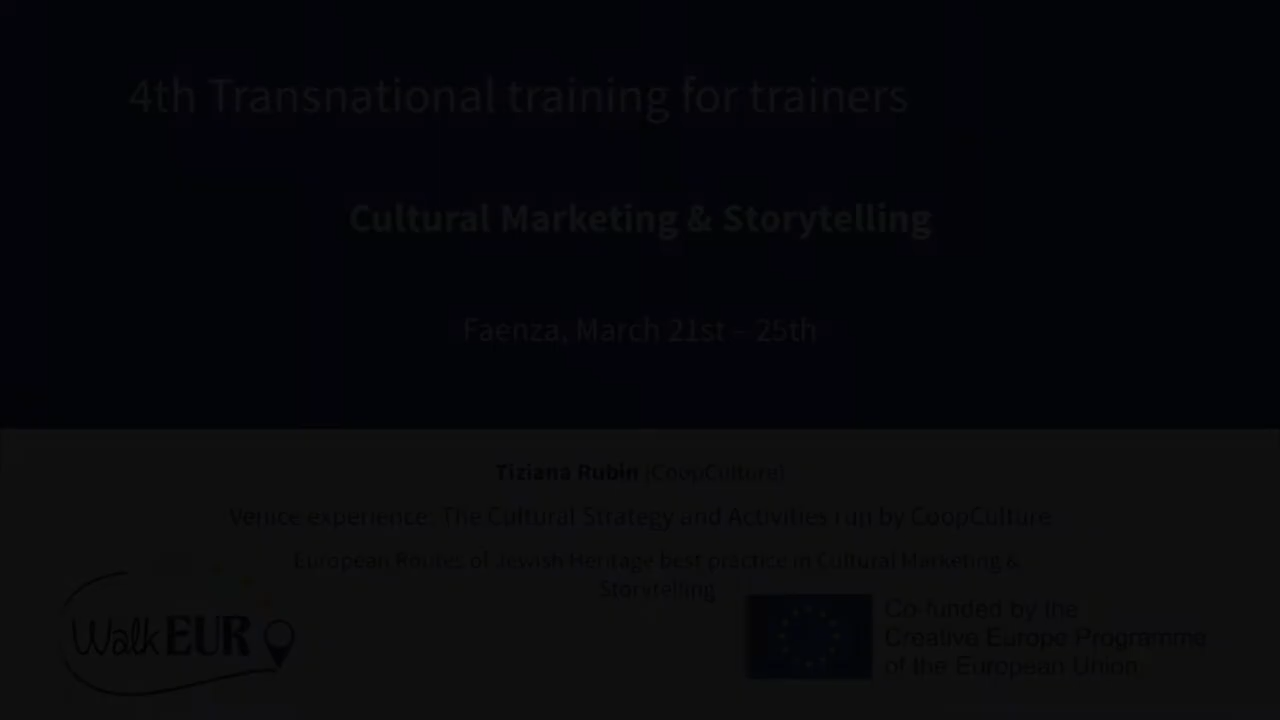 4th Transnational training for trainers
Cultural Marketing & Storytelling
Faenza, March 21st – 25th
Tiziana Rubin (CoopCulture)
Venice experience: The Cultural Strategy and Activities run by CoopCulture
European Routes of Jewish Heritage best practice in Cultural Marketing &
Storytelling
WalkEUR
Co-funded by the
Creative Europe Programme
of the European Union